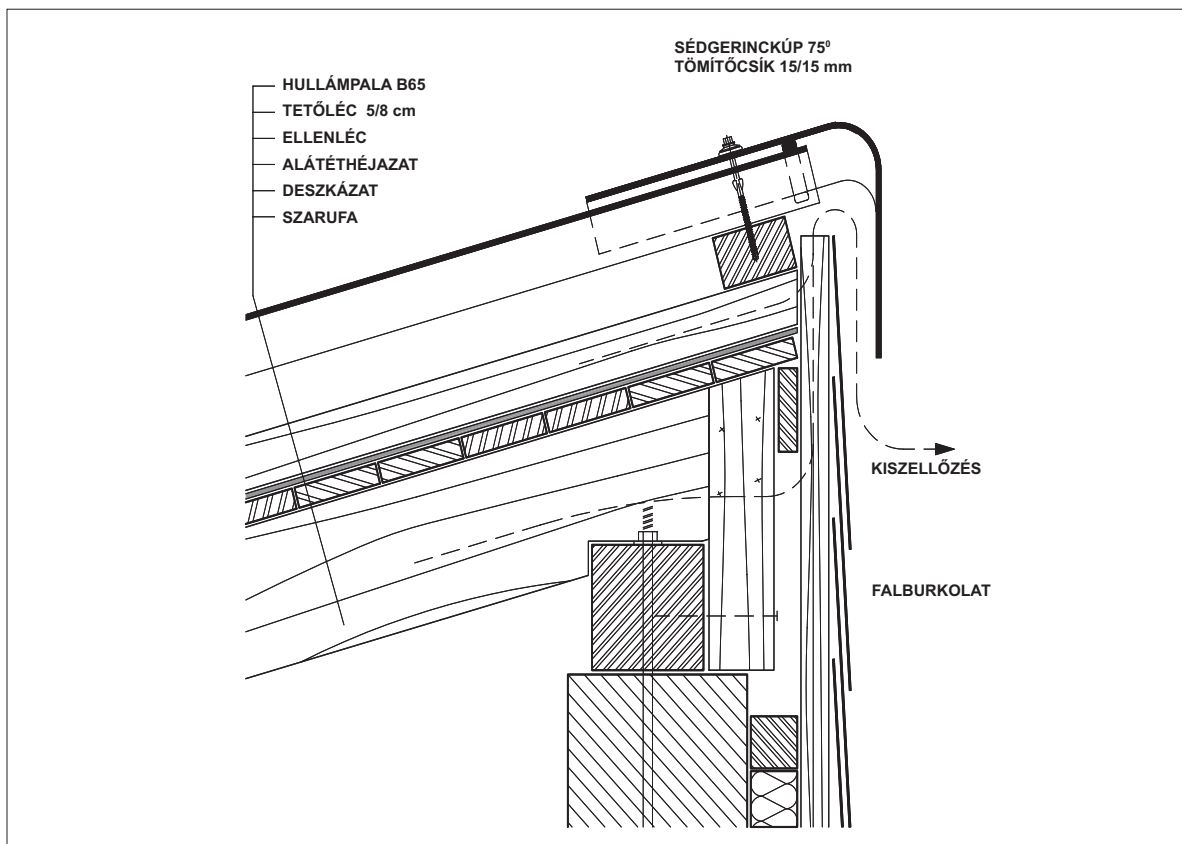 SÉDGERINCKÚP 75⁰
TÖMÍTŐCSÍK 15/15 mm
HULLÁMPALA B65
TETŐLÉC 5/8 cm
ELLENLÉC
ALÁTÉTHÉJAZAT
DESZKÁZAT
SZARUFA
KISZELLŐZÉS
FALBURKOLAT